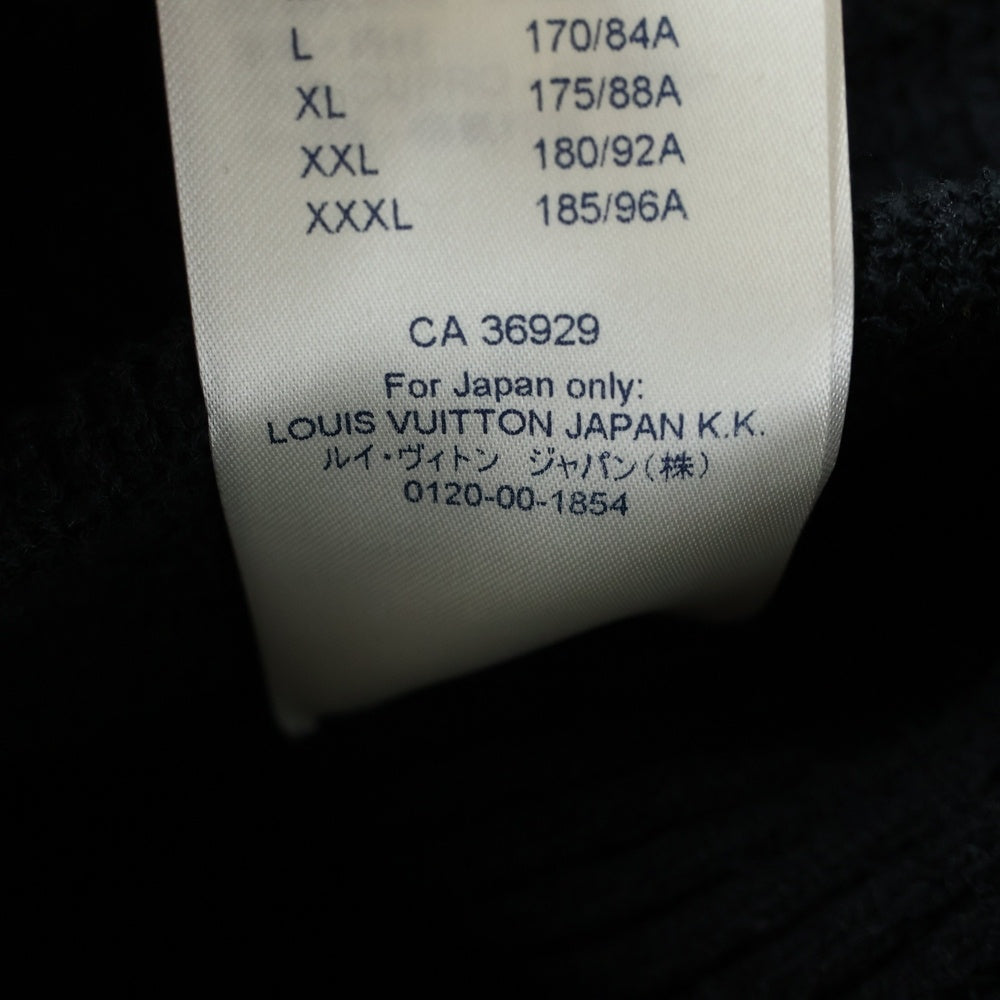 L 170/84A
XL 175/88A
XXL 180/92A
XXXL 185/96A
CA 36929
For Japan only:
LOUIS VUITTON JAPAN K.K.
ルイ・ヴィトン ジャパン(株)
0120-00-1854